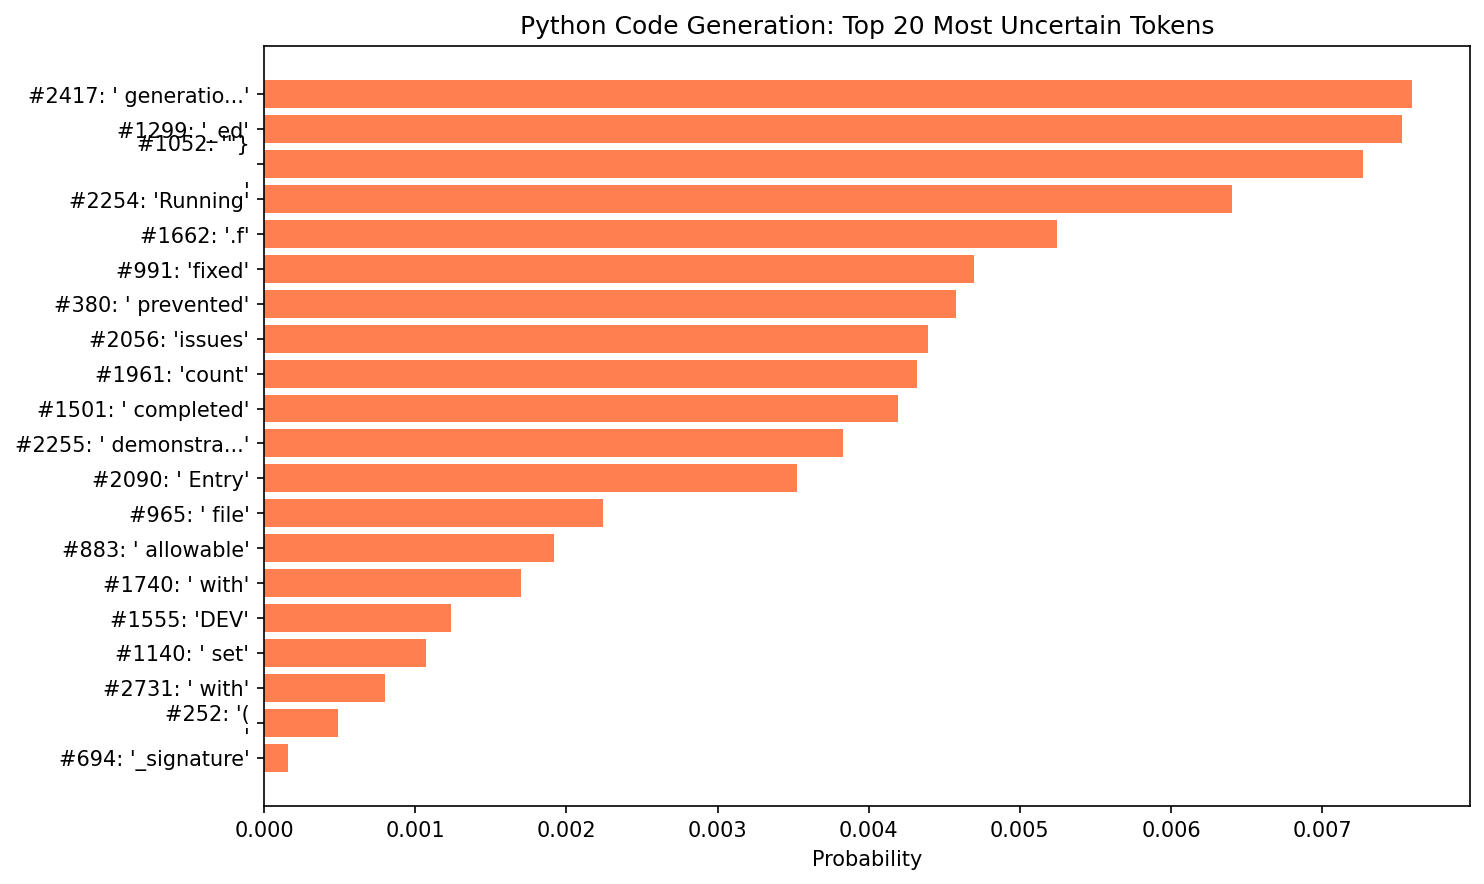 Python Code Generation: Top 20 Most Uncertain Tokens
#2417: ' generatio...'
#1299: '_ed'
#1052: '"}
'
#2254: 'Running'
#1662: '.f'
#991: 'fixed'
#380: ' prevented'
#2056: 'issues'
#1961: 'count'
#1501: ' completed'
#2255: ' demonstra...'
#2090: ' Entry'
#965: ' file'
#883: ' allowable'
#1740: ' with'
#1555: 'DEV'
#1140: ' set'
#2731: ' with'
#252: '(
'
#694: '_signature'
0.000 0.001 0.002 0.003 0.004 0.005 0.006 0.007
Probability